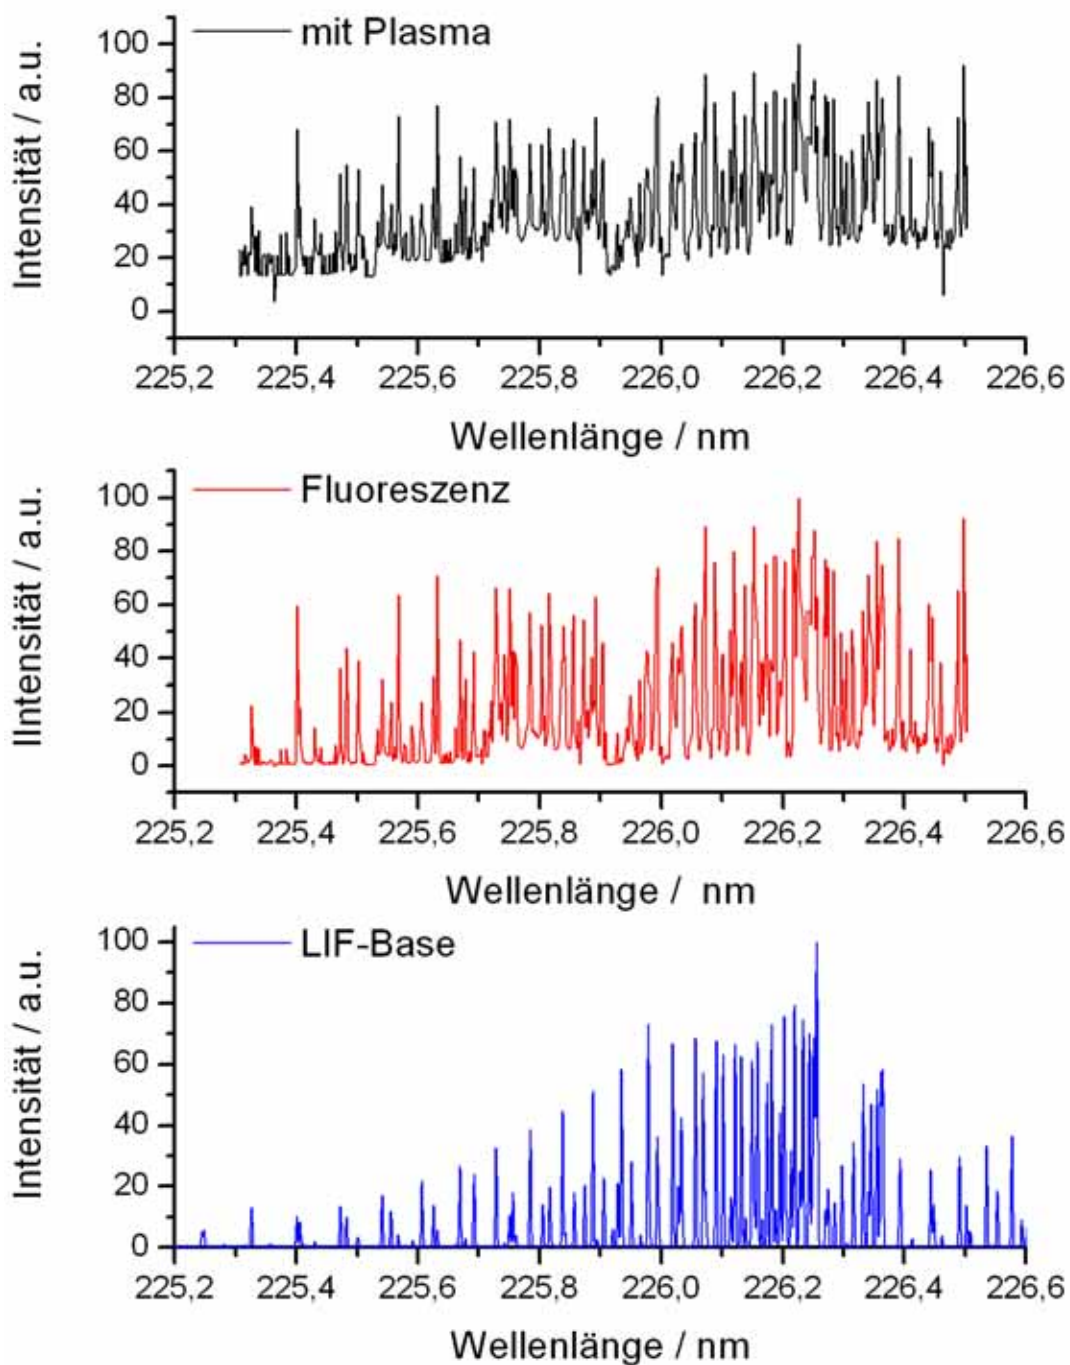 mit Plasma
Intensität / a.u.
100
80
60
40
20
0
225,2 225,4 225,6 225,8 226,0 226,2 226,4 226,6
Wellenlänge / nm
Fluoreszenz
IIntensität / a.u.
100
80
60
40
20
0
225,2 225,4 225,6 225,8 226,0 226,2 226,4 226,6
Wellenlänge / nm
LIF-Base
Intensität / a.u.
100
80
60
40
20
0
225,2 225,4 225,6 225,8 226,0 226,2 226,4 226,6
Wellenlänge / nm